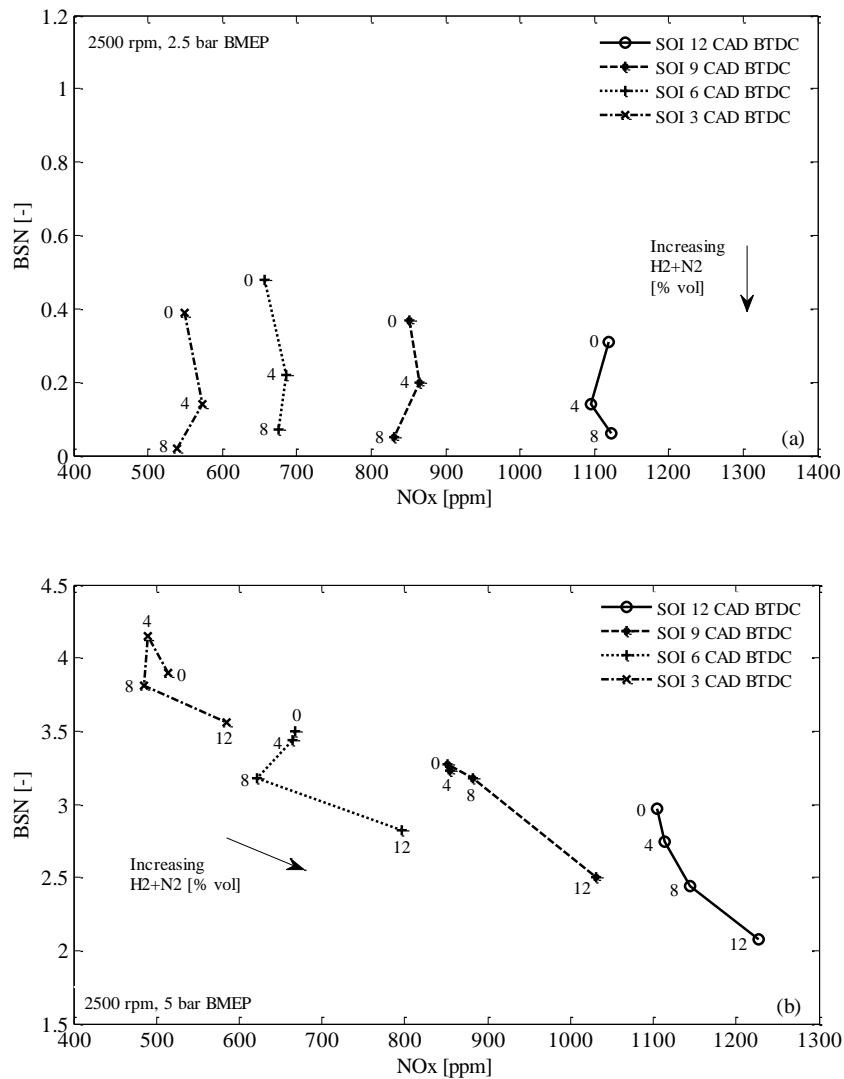 1.2
2500 rpm, 2.5 bar BMEP
SOI 12 CAD BTDC
SOI 9 CAD BTDC
SOI 6 CAD BTDC
SOI 3 CAD BTDC
1
0.8
BSN [-]
0.6
Increasing
H2+N2
[% vol]
0
0.4
0
0
0
4
4
4
4
0.2
8
8
8
8
(a)
0
400 500 600 700 800 900 1000 1100 1200 1300 1400
NOx [ppm]
4.5
SOI 12 CAD BTDC
SOI 9 CAD BTDC
SOI 6 CAD BTDC
SOI 3 CAD BTDC
4
4
0
8
12
3.5
0
4
8
12
0
4
8
12
0
4
8
12
3
BSN [-]
Increasing
H2+N2 [% vol]
2.5
2
2500 rpm, 5 bar BMEP
(b)
1.5
400 500 600 700 800 900 1000 1100 1200 1300
NOx [ppm]